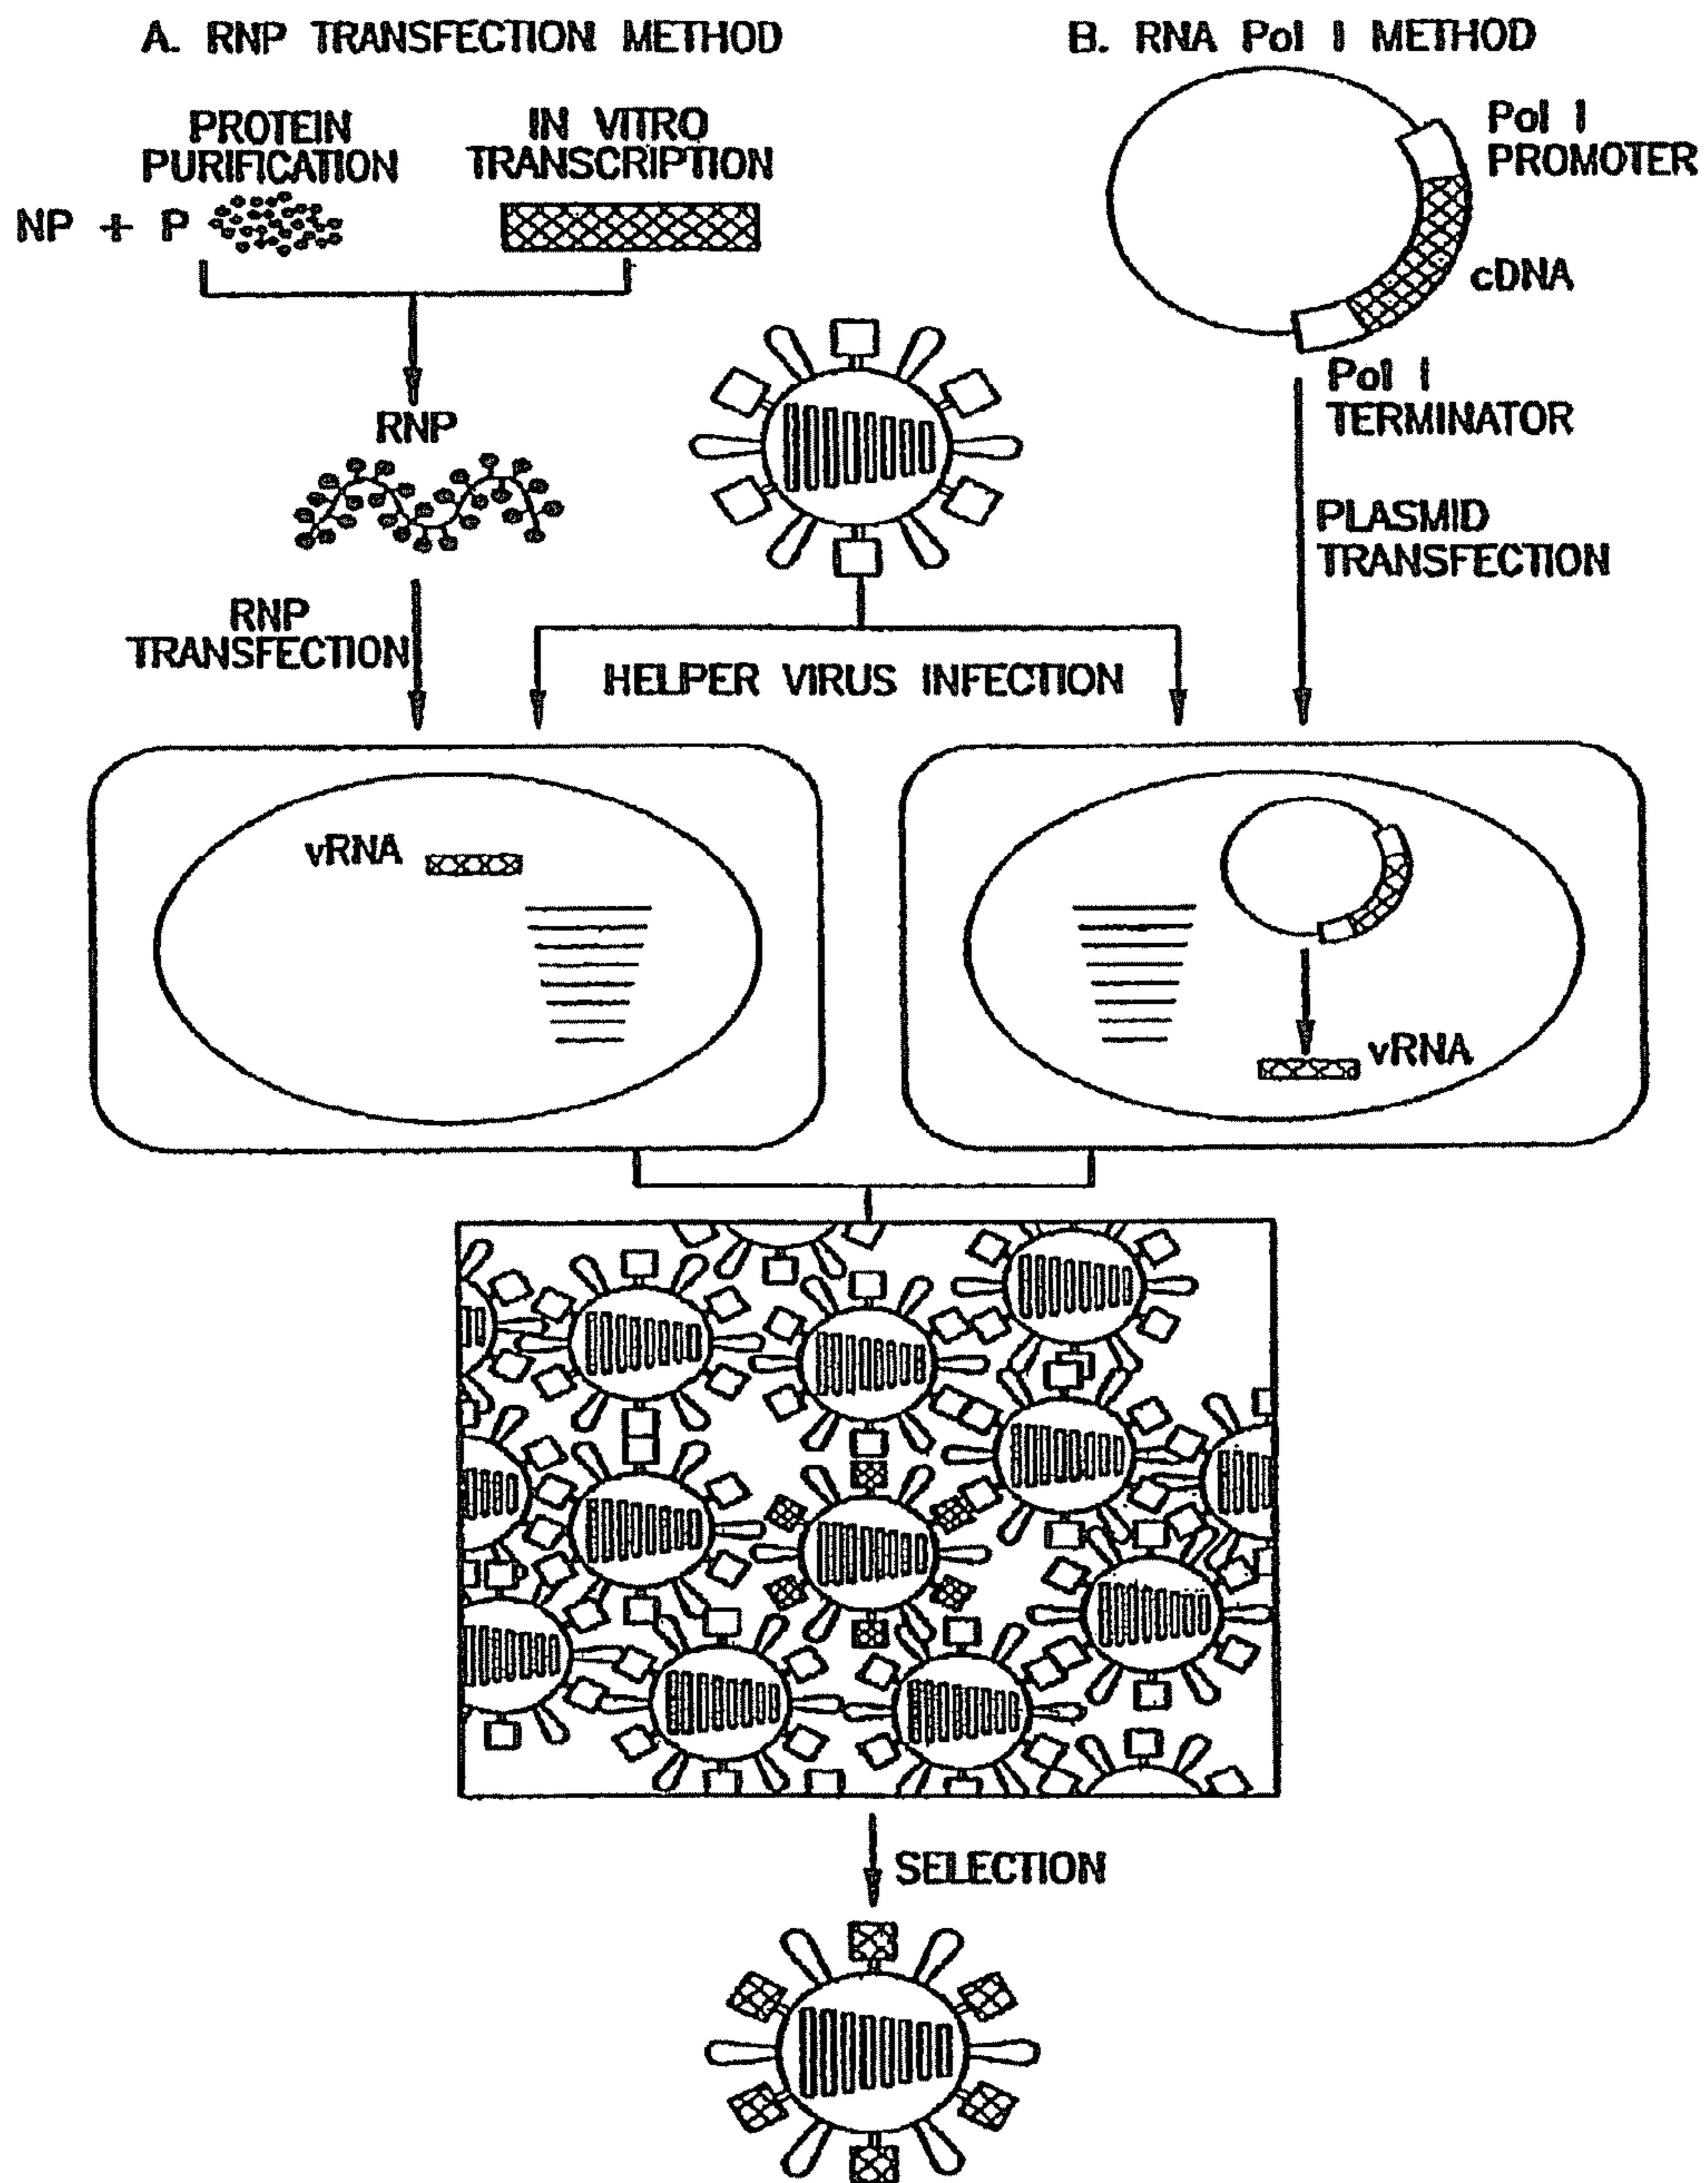 A. RNP TRANSFECTION METHOD
PROTEIN
PURIFICATION
IN VITRO
TRANSCRIPTION
NP + P
RNP
RNP
TRANSFECTION
B. RNA Pol I METHOD
Pol I
PROMOTER
cDNA
Pol I
TERMINATOR
PLASMID
TRANSFECTION
HELPER VIRUS INFECTION
vRNA
vRNA
SELECTION